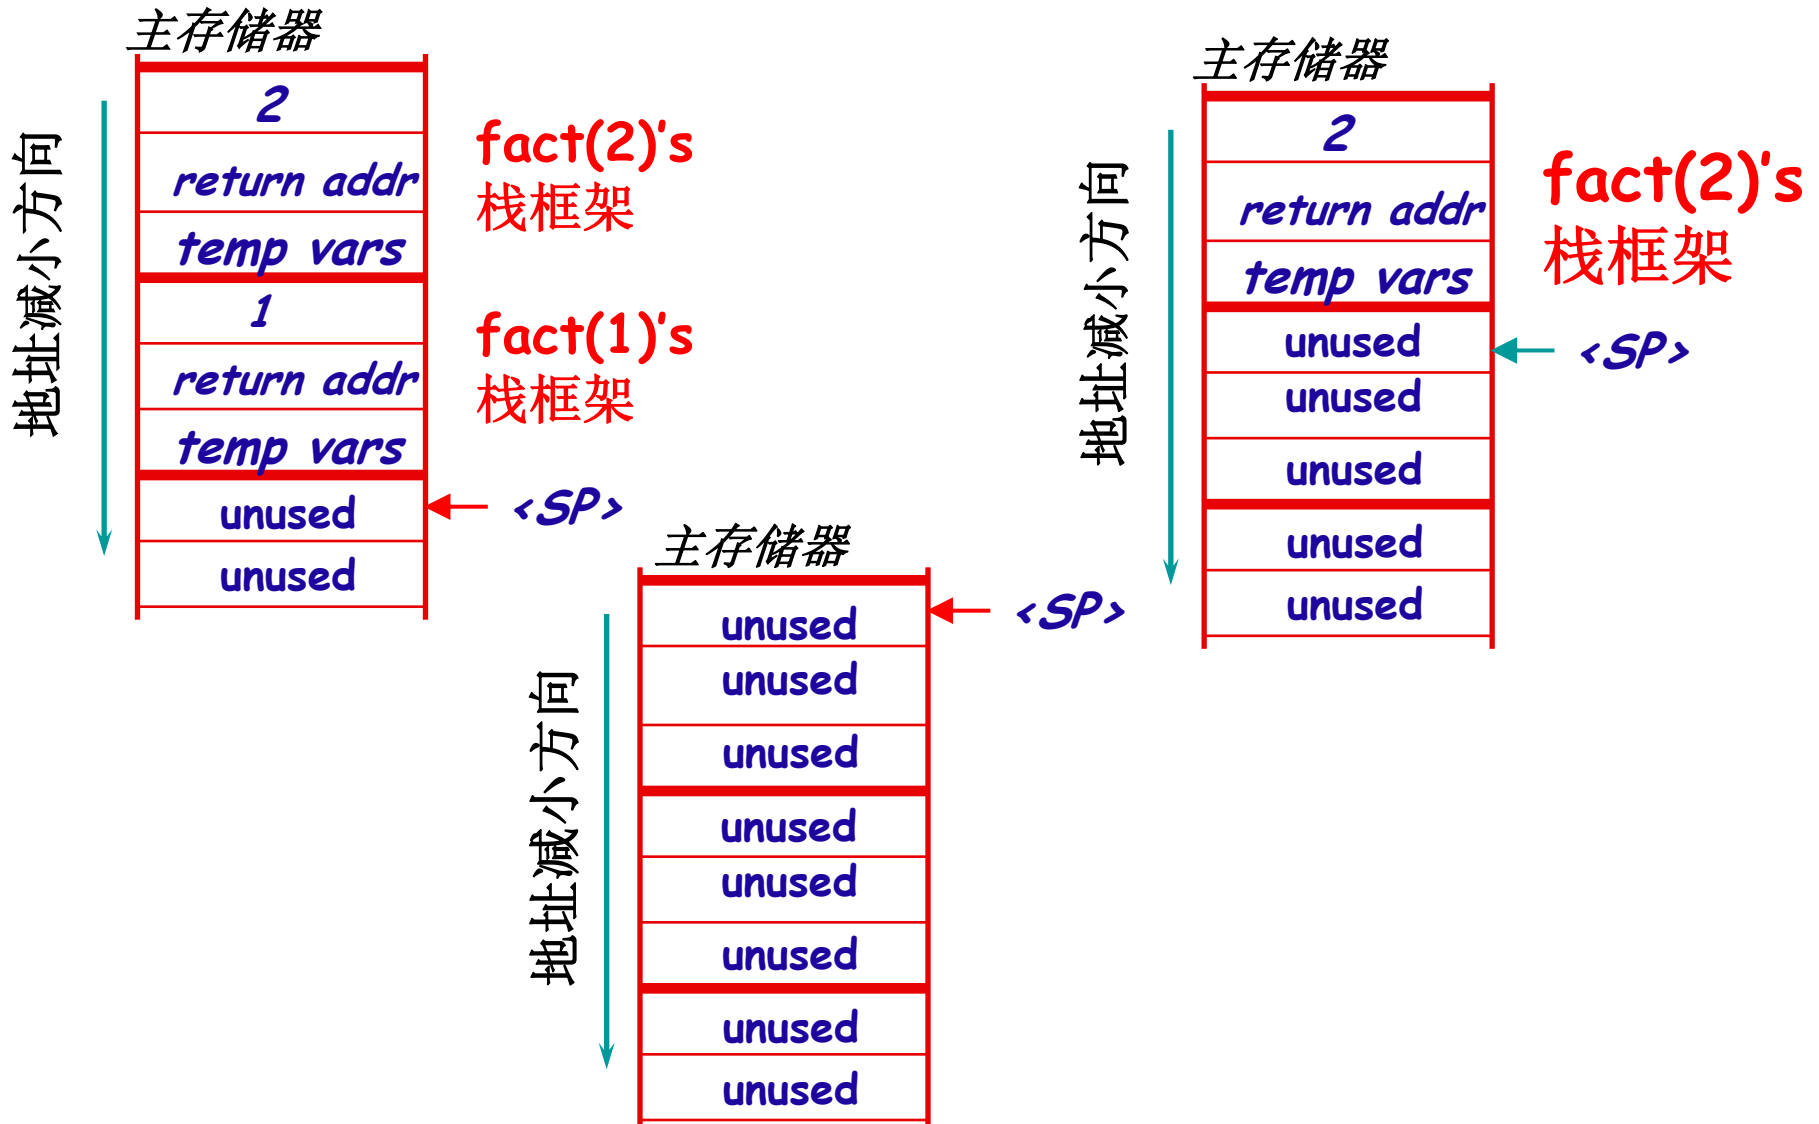 主存储器
地址减小方向
2
return addr
temp vars
1
return addr
temp vars
unused
unused
fact(2)'s
栈框架
fact(1)'s
栈框架
<SP>
主存储器
地址减小方向
unused
unused
unused
unused
unused
unused
unused
unused
<SP>
主存储器
地址减小方向
2
return addr
temp vars
unused
unused
unused
unused
unused
fact(2)'s
栈框架
<SP>